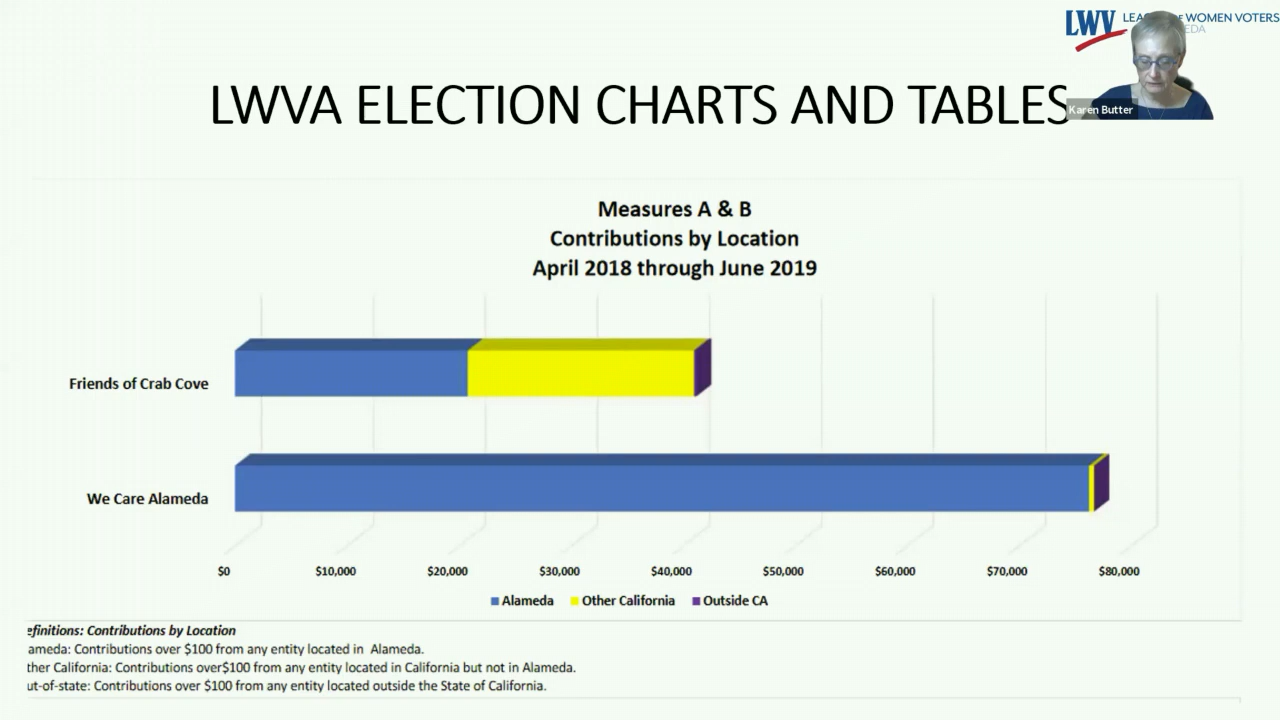 LWV LEAG F WOMEN VOTERS
EDA
LWVA ELECTION CHARTS AND TABLES
Karen Butter
Measures A & B
Contributions by Location
April 2018 through June 2019
Friends of Crab Cove
We Care Alameda
$0 $10,000 $20,000 $30,000 $40,000 $50,000 $60,000 $70,000 $80,000
Alameda Other California Outside CA
efinitions: Contributions by Location
ameda: Contributions over $100 from any entity located in Alameda.
ther California: Contributions over$100 from any entity located in California but not in Alameda.
ut-of-state: Contributions over $100 from any entity located outside the State of California.